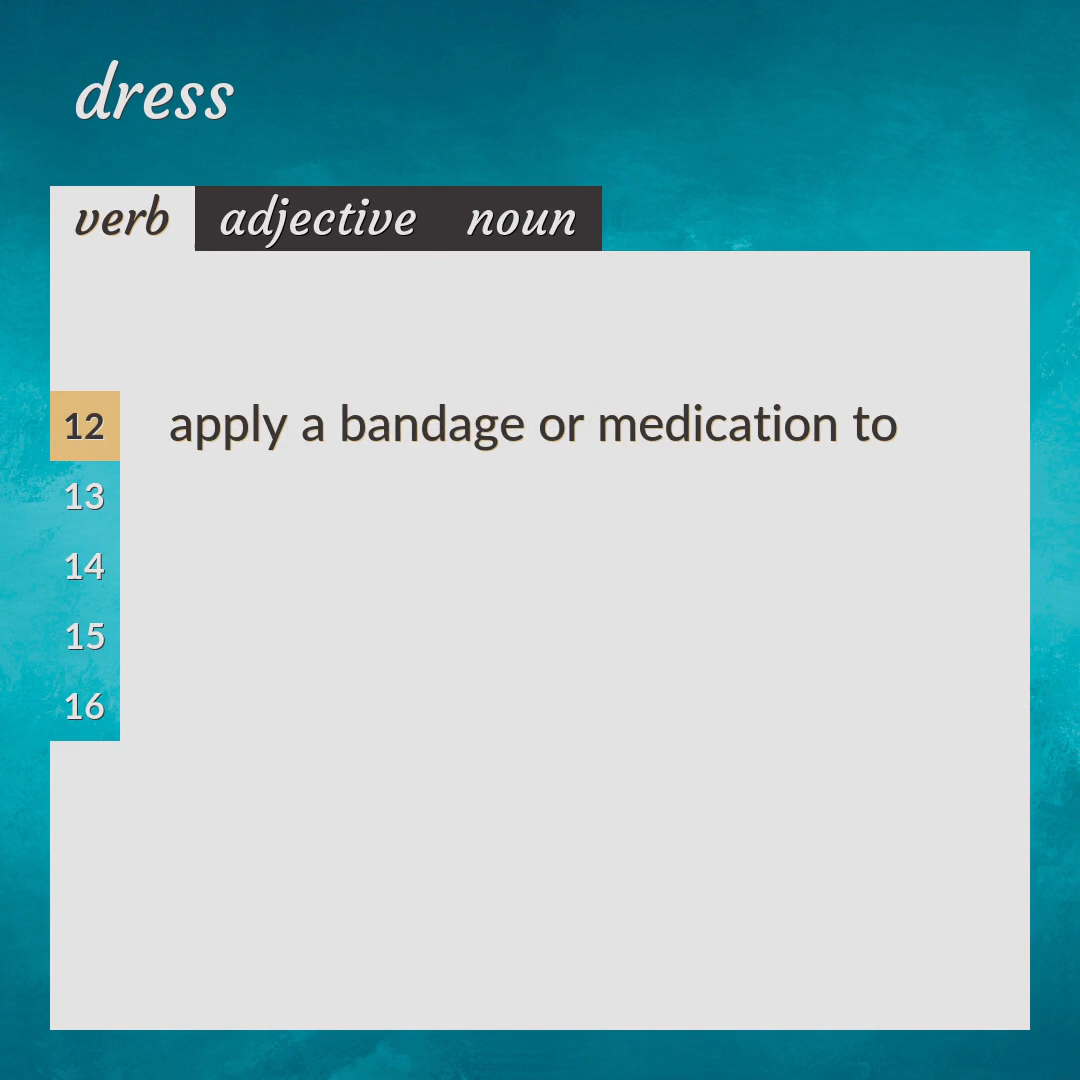 dress
verb adjective noun
12 apply a bandage or medication to
13
14
15
16